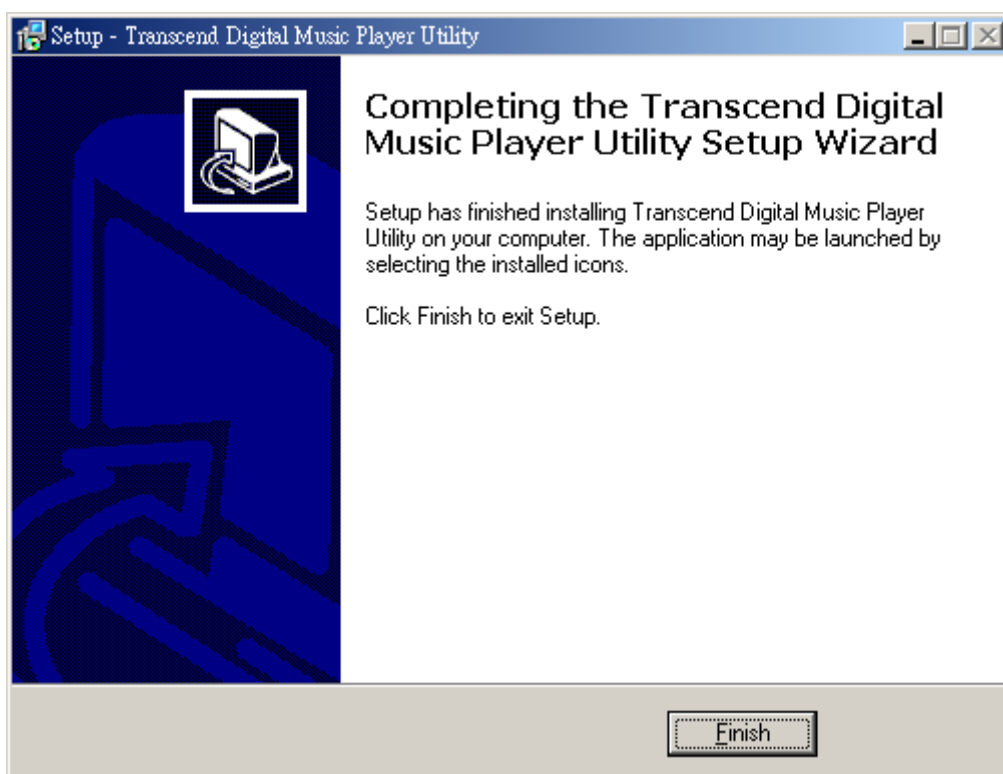 Setup - Transcend Digital Music Player Utility
Completing the Transcend Digital
Music Player Utility Setup Wizard
Setup has finished installing Transcend Digital Music Player
Utility on your computer. The application may be launched by
selecting the installed icons.
Click Finish to exit Setup.
Finish